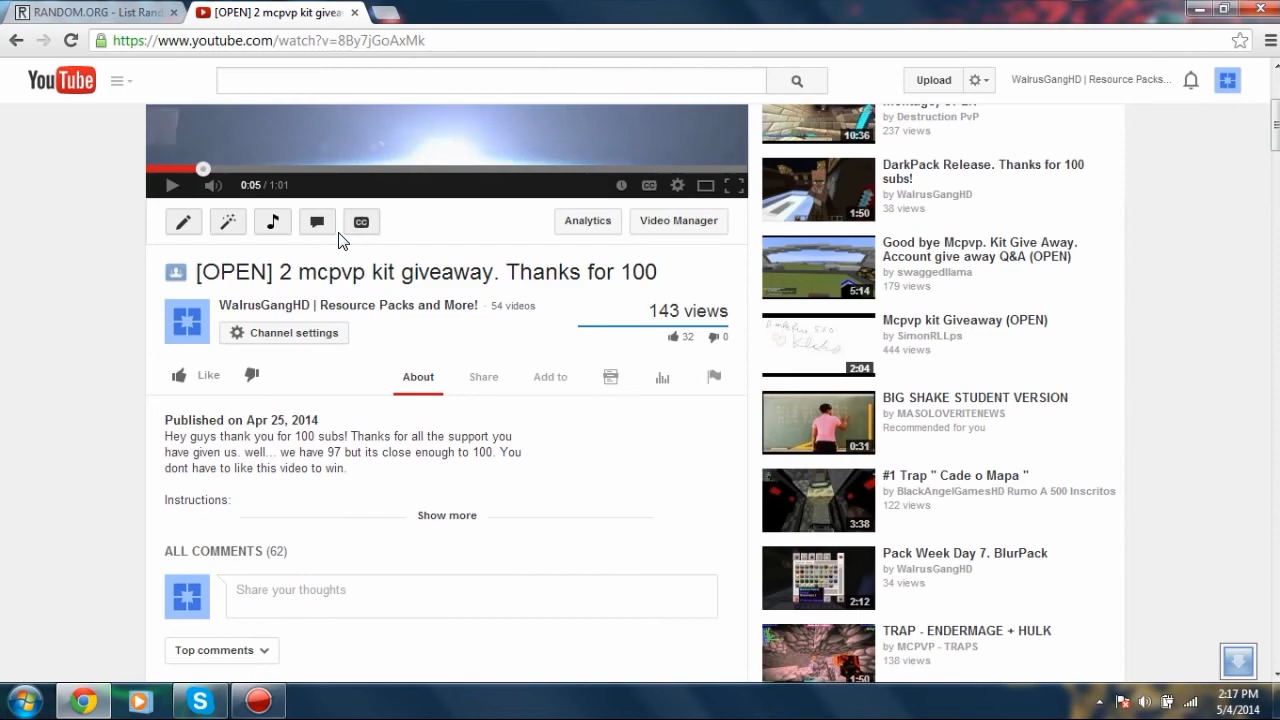 RANDOM.ORG - List Rand
[OPEN] 2 mcpvp kit givea
https://www.youtube.com/watch?v=8By7jGoAxMk
YouTube
Upload
WalrusGangHD | Resource Packs...
by Destruction PvP
237 views
10:36
0:05 / 1:01
CC
DarkPack Release. Thanks for 100
subs!
by WalrusGangHD
38 views
1:50
Analytics
Video Manager
[OPEN] 2 mcpvp kit giveaway. Thanks for 100
Good bye Mcpvp. Kit Give Away.
Account give away Q&A (OPEN)
by swaggedllama
179 views
5:14
WalrusGangHD | Resource Packs and More! · 54 videos
Channel settings
143 views
32
0
Mcpvp kit Giveaway (OPEN)
by SimonRLLps
444 views
2:04
Like
About
Share
Add to
Published on Apr 25, 2014
Hey guys thank you for 100 subs! Thanks for all the support you
have given us. well... we have 97 but its close enough to 100. You
dont have to like this video to win.
Instructions:
Show more
BIG SHAKE STUDENT VERSION
by MASOLOVERITENEWS
Recommended for you
0:31
#1 Trap " Cade o Mapa "
by BlackAngelGamesHD Rumo A 500 Inscritos
122 views
3:38
ALL COMMENTS (62)
Share your thoughts
Top comments
Pack Week Day 7. BlurPack
by WalrusGangHD
34 views
2:12
TRAP - ENDERMAGE + HULK
by MCPVP - TRAPS
138 views
1:50
2:17 PM
5/4/2014